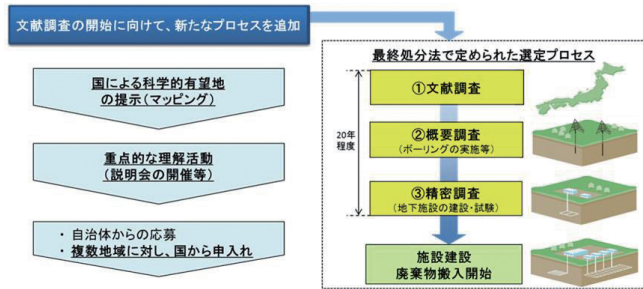 文献調査の開始に向けて、新たなプロセスを追加
国による科学的有望地
の提示(マッピング)
重点的な理解活動
(説明会の開催等)
・ 自治体からの応募
・ 複数地域に対し、国から申入れ
最終処分法で定められた選定プロセス
20年
程度
①文献調査
②概要調査
(ボーリングの実施等)
③精密調査
(地下施設の建設・試験)
施設建設
廃棄物搬入開始